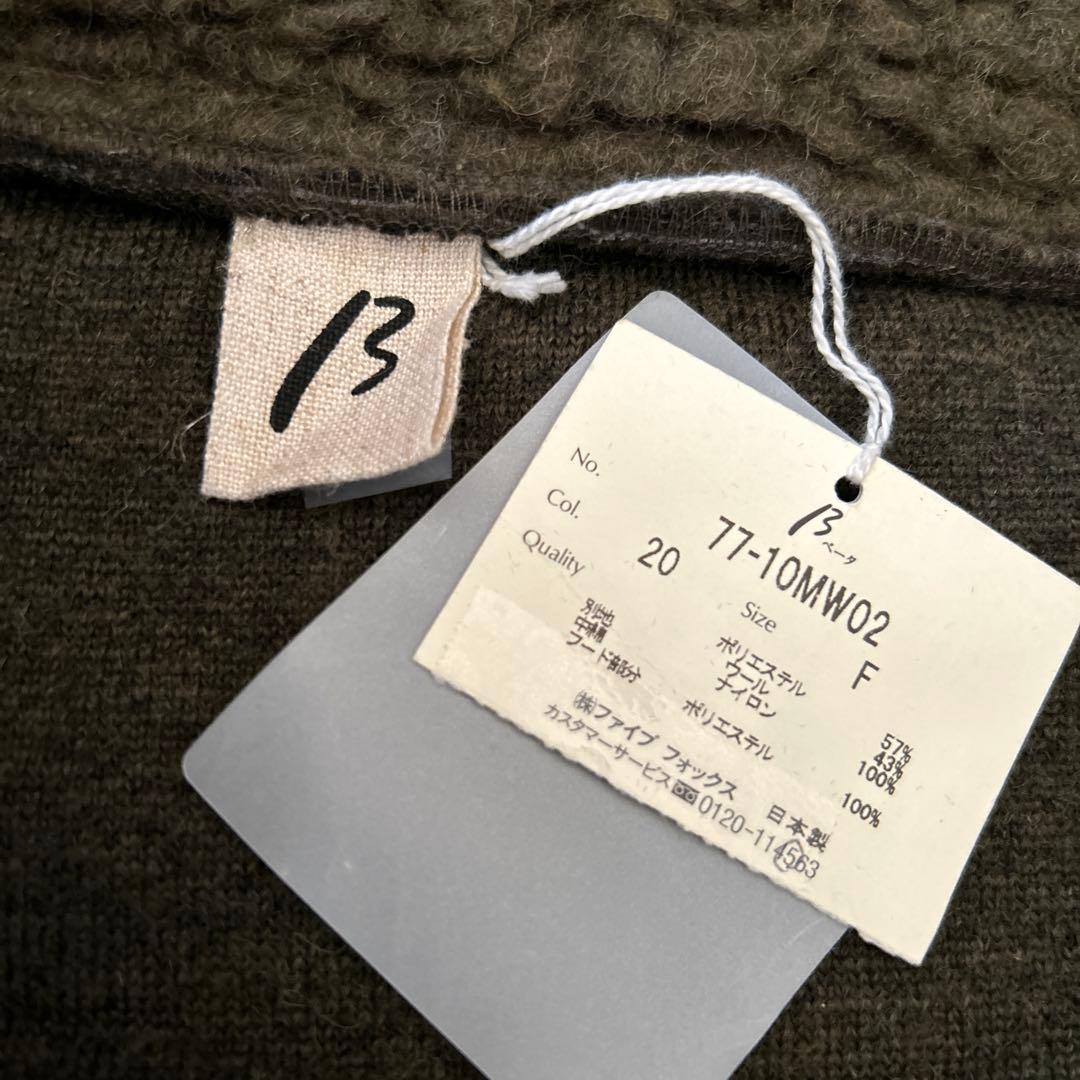 β
β
ベータ
No. 77-10MW02
Col. 20 Size F
Quality
ポリエステル 57%
ウール 43%
別地 ナイロン 100%
中綿
フード部分 ポリエステル 100%
㈱ファイブ フォックス 日本製
カスタマーサービス 0120-114563